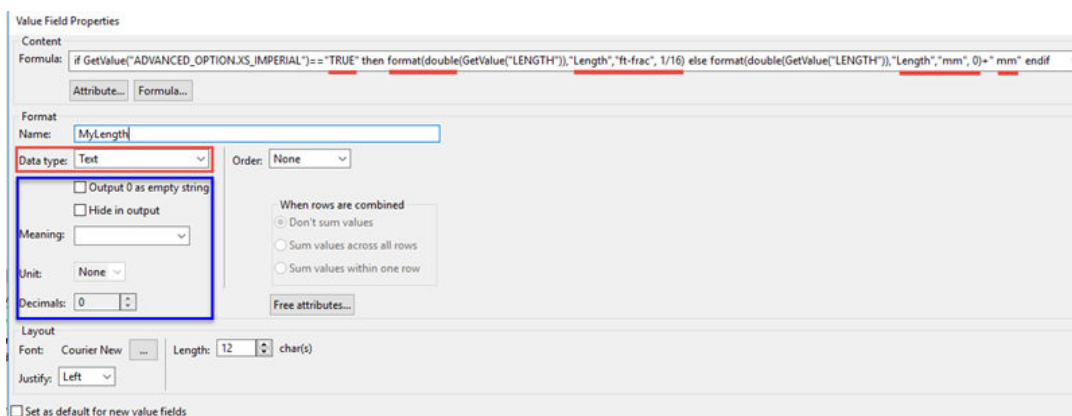 Value Field Properties
Content
Formula: if GetValue("ADVANCED_OPTION.XS_IMPERIAL")=="TRUE" then format(double(GetValue("LENGTH")),"Length","ft-frac", 1/16) else format(double(GetValue("LENGTH")),"Length","mm", 0)+" mm" endif
Attribute... Formula...
Format
Name: MyLength
Data type: Text Order: None
Output 0 as empty string
Hide in output When rows are combined
Don't sum values
Meaning: Sum values across all rows
Unit: None Sum values within one row
Decimals: 0 Free attributes...
Layout
Font: Courier New ... Length: 12 char(s)
Justify: Left
Set as default for new value fields